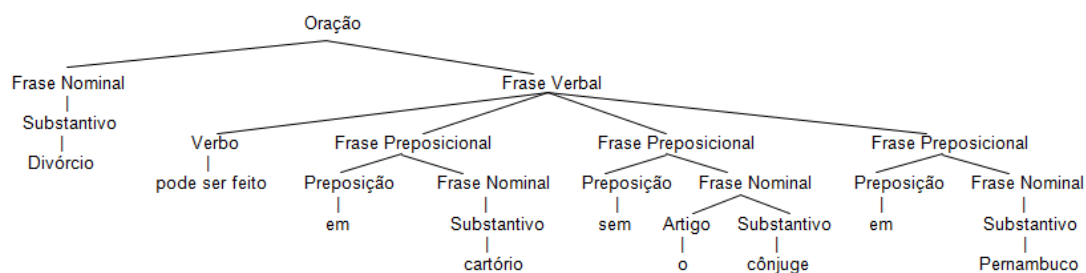 Oração
Frase Nominal Frase Verbal
Substantivo Verbo Frase Preposicional Frase Preposicional Frase Preposicional
Divórcio pode ser feito Preposição Frase Nominal Preposição Frase Nominal Preposição Frase Nominal
em Substantivo sem Artigo Substantivo em Substantivo
cartório o cônjuge Pernambuco